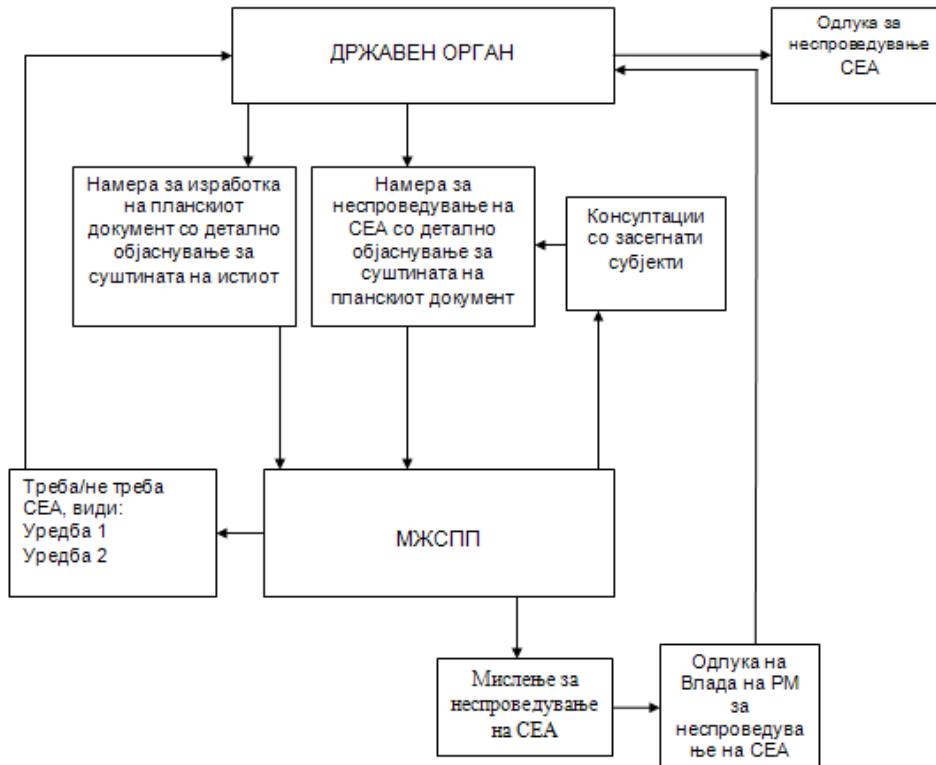 ДРЖАВЕН ОРГАН
Одлука за
неспроведување
СЕА
Намера за изработка
на планскиот
документ со детално
објаснување за
суштината на истиот
Намера за
неспроведување на
СЕА со детално
објаснување за
суштината на
планскиот документ
Консултации
со засегнати
субјекти
Треба/не треба
СЕА, види:
Уредба 1
Уредба 2
МЖСПП
Мислење за
неспроведување
на СЕА
Одлука на
Влада на РМ
за
неспроведува
ње на СЕА